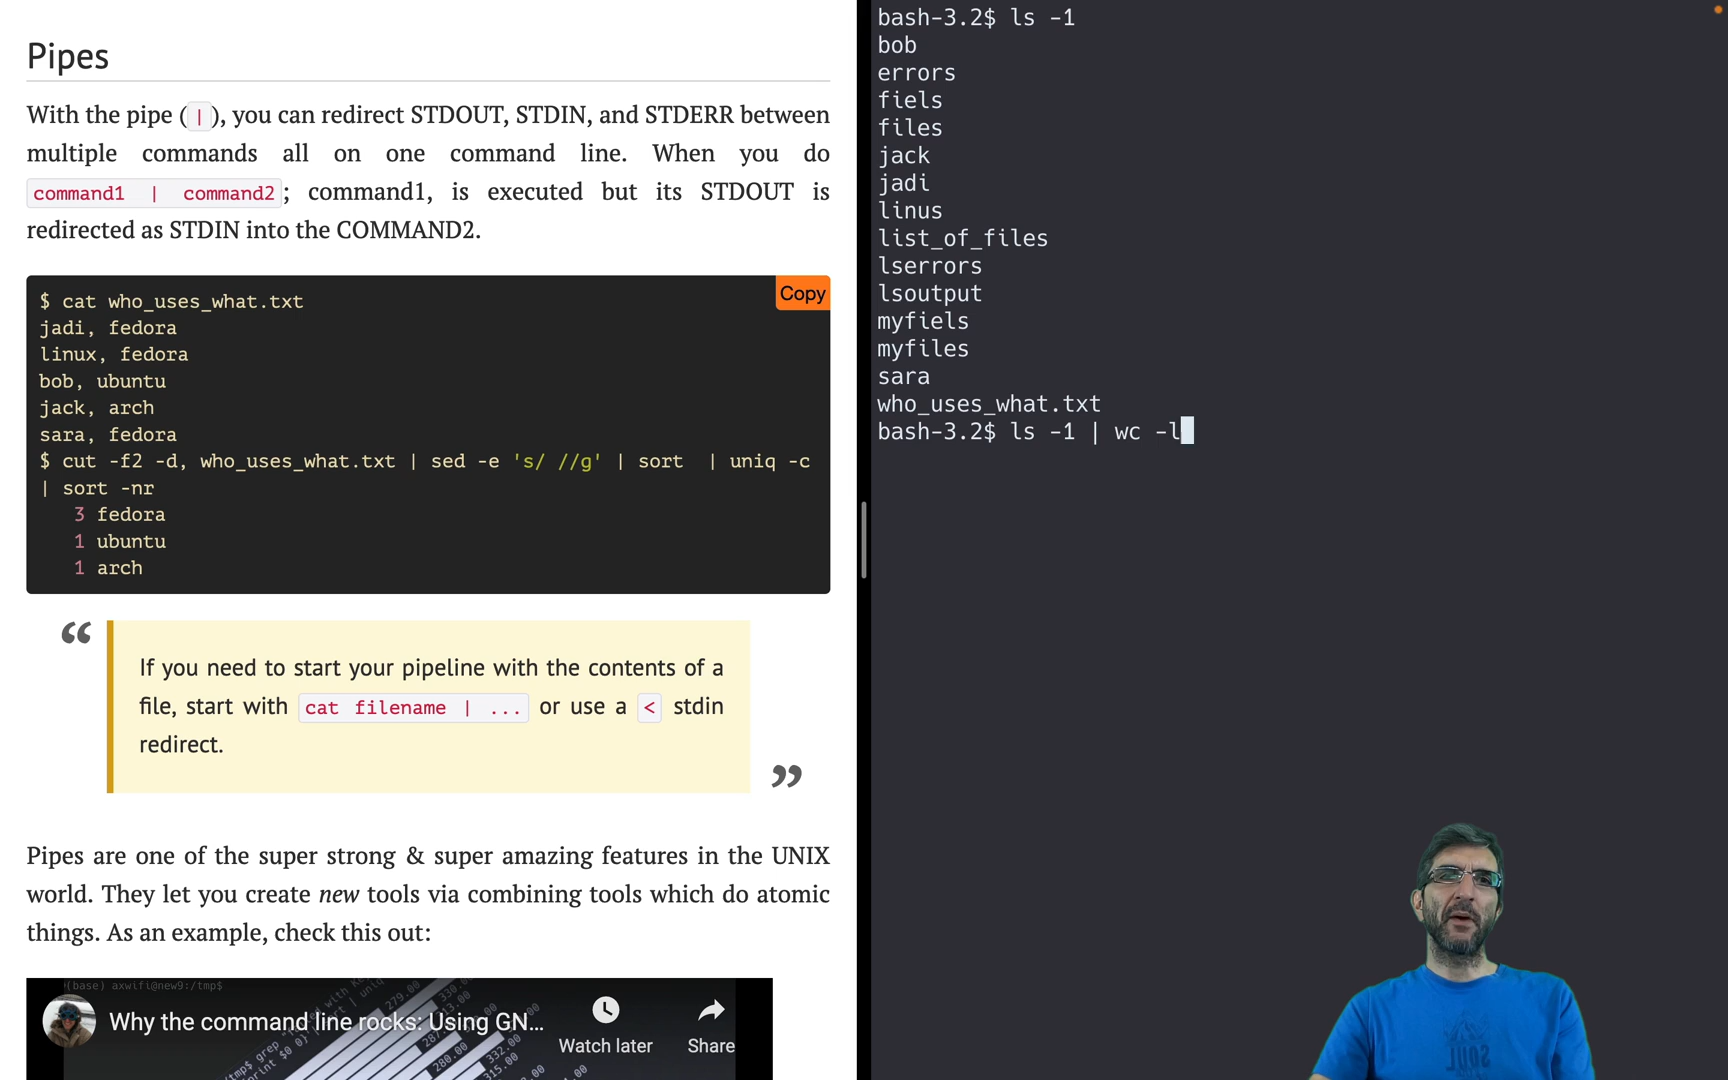 Pipes
With the pipe ( | ), you can redirect STDOUT, STDIN, and STDERR between
multiple commands all on one command line. When you do
command1 | command2 ; command1, is executed but its STDOUT is
redirected as STDIN into the COMMAND2.
Copy
$ cat who_uses_what.txt
jadi, fedora
linux, fedora
bob, ubuntu
jack, arch
sara, fedora
$ cut -f2 -d, who_uses_what.txt | sed -e 's/ //g' | sort  | uniq -c
| sort -nr
   3 fedora
   1 ubuntu
   1 arch
“
If you need to start your pipeline with the contents of a
file, start with cat filename | ... or use a < stdin
redirect.
”
Pipes are one of the super strong & super amazing features in the UNIX
world. They let you create new tools via combining tools which do atomic
things. As an example, check this out:
(base) axwifi@new9:/tmp$
Why the command line rocks: Using GN...
Watch later
Share
bash-3.2$ ls -1
bob
errors
fiels
files
jack
jadi
linus
list_of_files
lserrors
lsoutput
myfiels
myfiles
sara
who_uses_what.txt
bash-3.2$ ls -1 | wc -l
SOUL